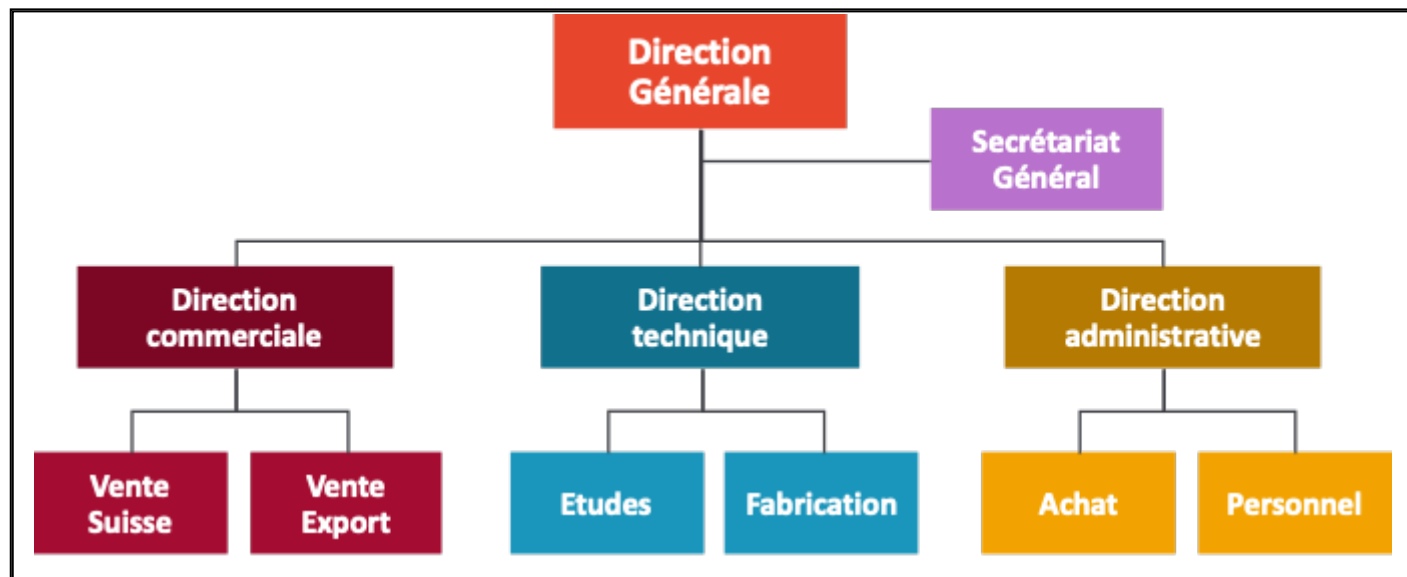 Direction
Générale
Secrétariat
Général
Direction
commerciale
Direction
technique
Direction
administrative
Vente
Suisse
Vente
Export
Etudes
Fabrication
Achat
Personnel